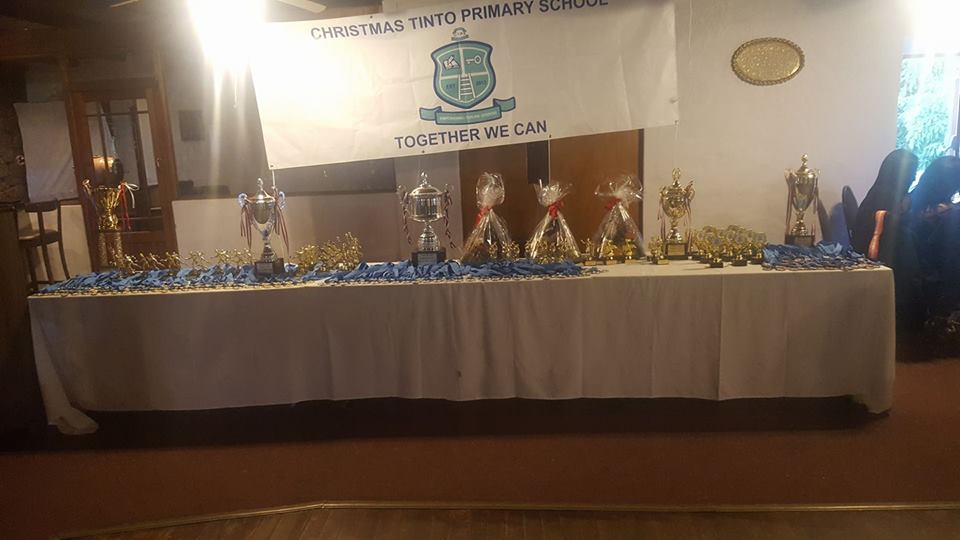 CHRISTMAS TINTO PRIMARY SCHOOL
TOGETHER WE CAN